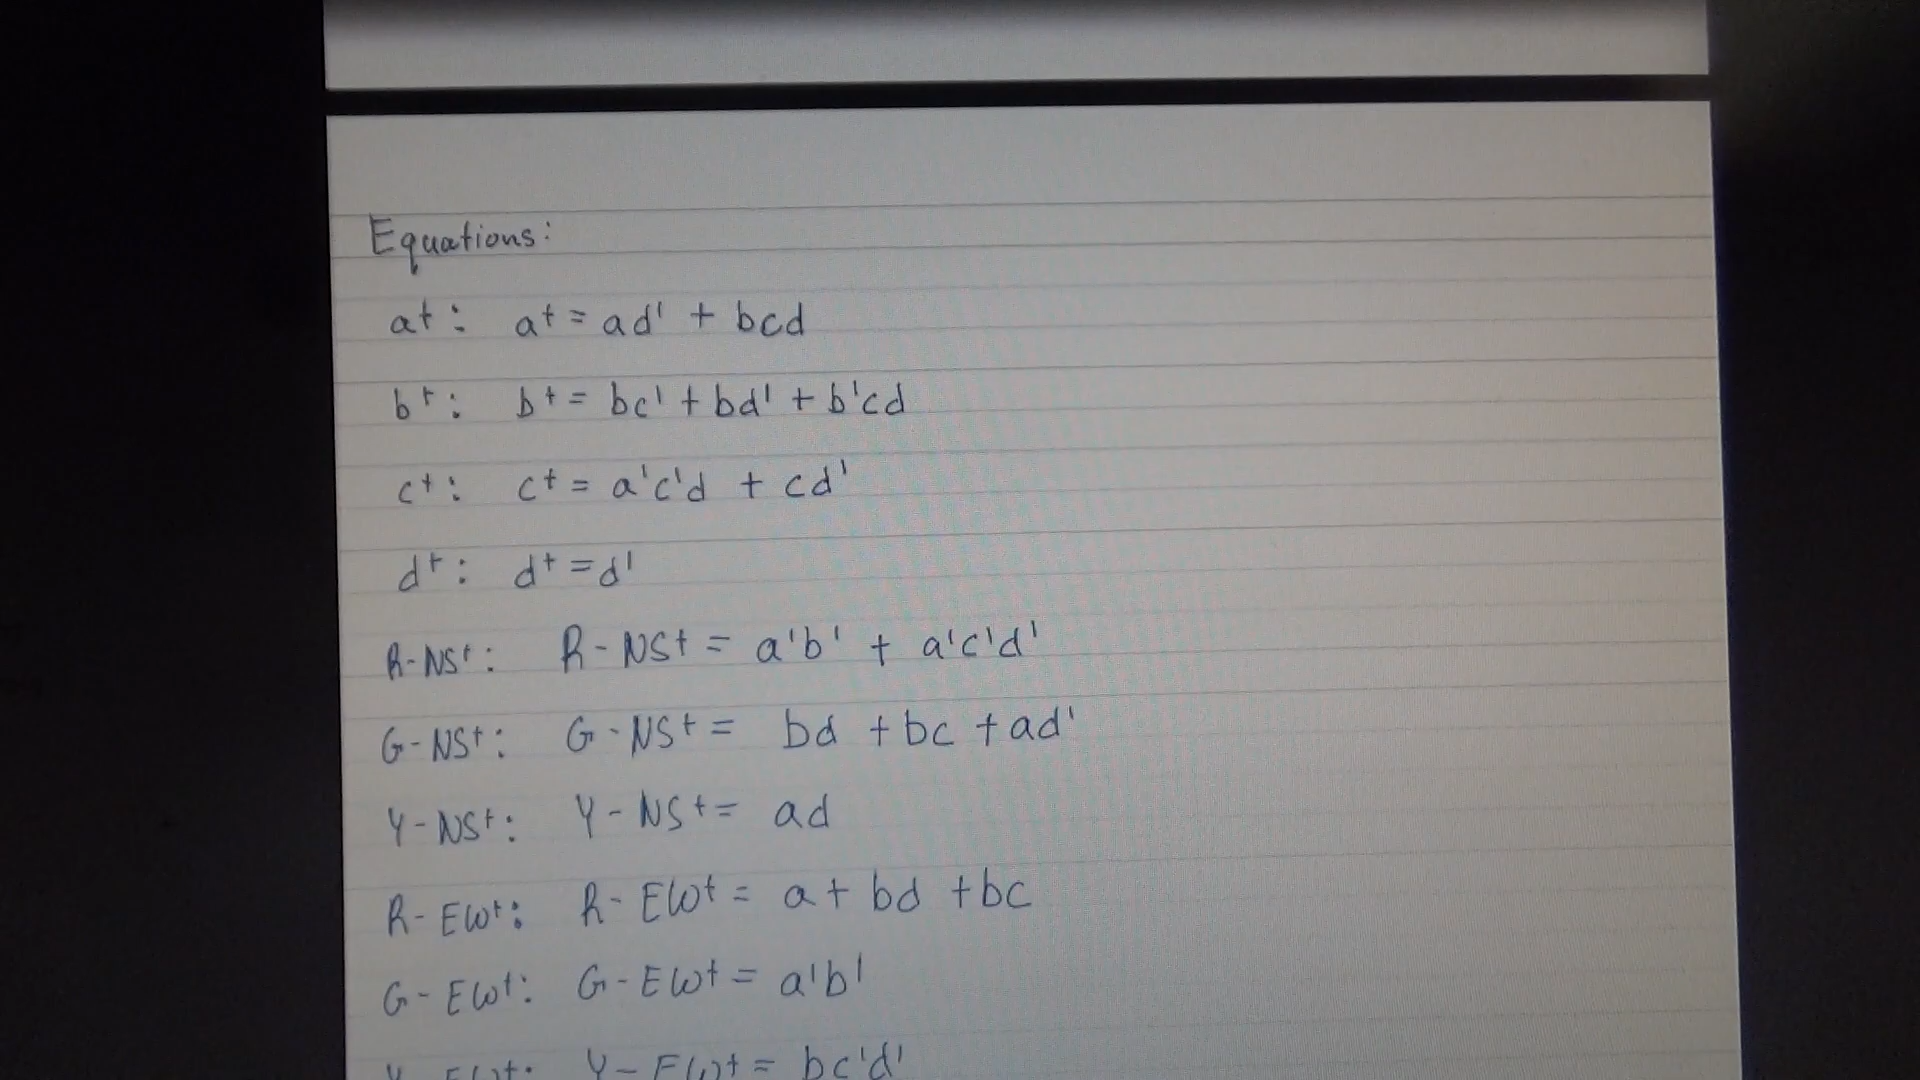 Equations:
a+: a+ = ad' + bcd
b+: b+ = bc' + bd' + b'cd
c+: c+ = a'c'd + cd'
d+: d+ = d'
R-NS+: R-NS+ = a'b' + a'c'd'
G-NS+: G-NS+ = bd + bc + ad'
Y-NS+: Y-NS+ = ad
R-EW+: R-EW+ = a + bd + bc
G-EW+: G-EW+ = a'b'
Y-EW+: Y-EW+ = bc'd'